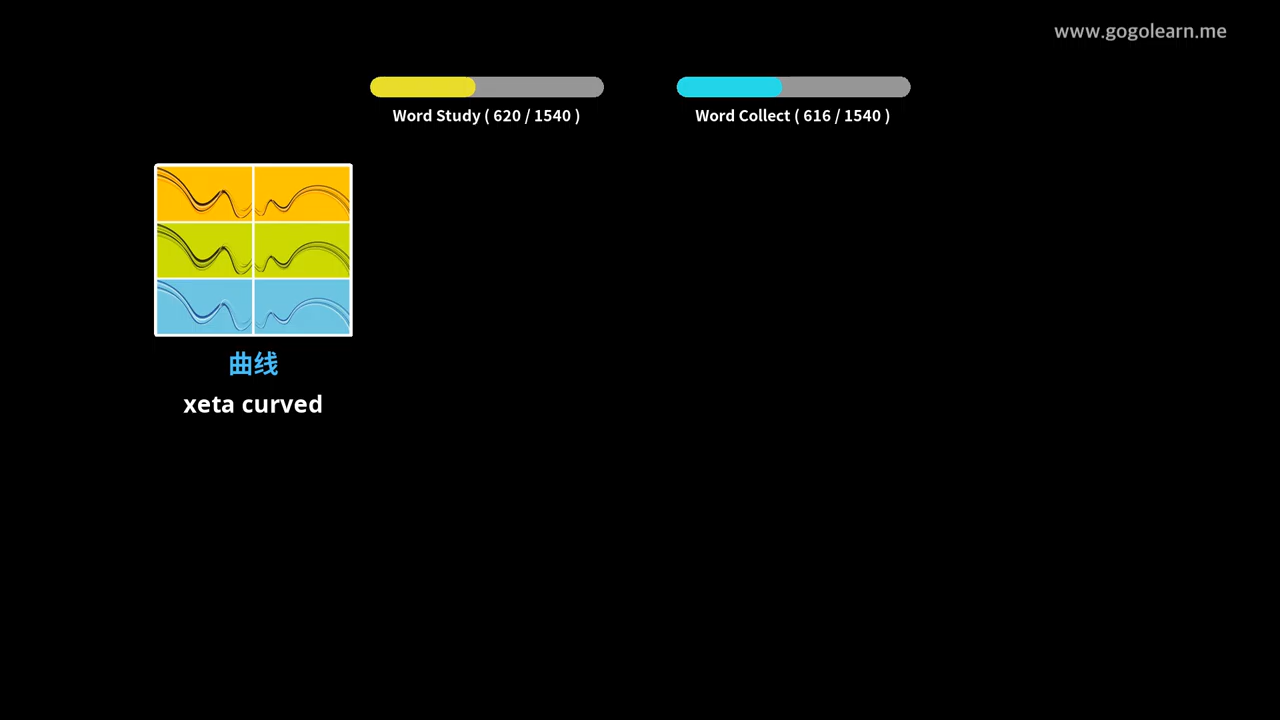 www.gogolearn.me
Word Study ( 620 / 1540 )
Word Collect ( 616 / 1540 )
曲线
xeta curved